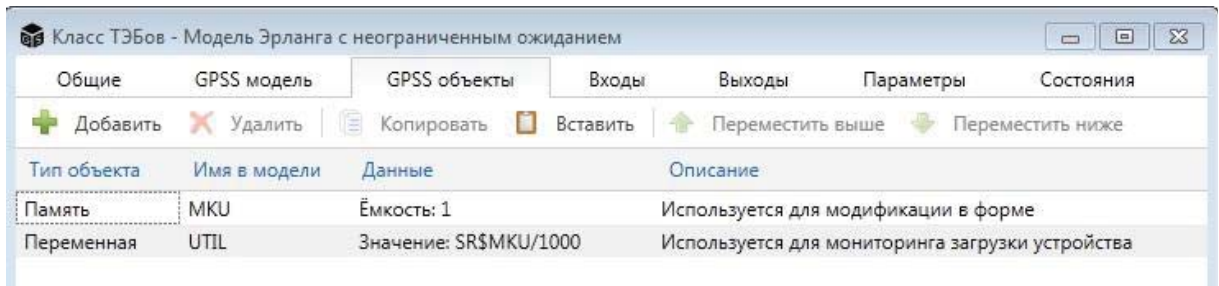 Класс ТЭБов - Модель Эрланга с неограниченным ожиданием
Общие GPSS модель GPSS объекты Входы Выходы Параметры Состояния
Добавить Удалить Копировать Вставить Переместить выше Переместить ниже
Тип объекта Имя в модели Данные Описание
Память MKU Ёмкость: 1 Используется для модификации в форме
Переменная UTIL Значение: SR$MKU/1000 Используется для мониторинга загрузки устройства